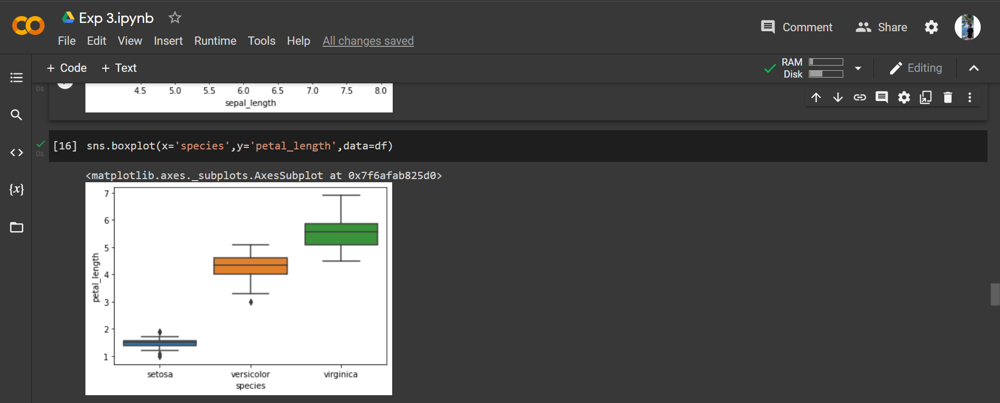 Exp 3.ipynb
Comment
Share
File Edit View Insert Runtime Tools Help All changes saved
+ Code + Text
RAM
Disk
Editing
0s
4.5 5.0 5.5 6.0 6.5 7.0 7.5 8.0
sepal_length
[16] sns.boxplot(x='species',y='petal_length',data=df)
0s
<matplotlib.axes._subplots.AxesSubplot at 0x7f6afab825d0>
{x}
7
6
5
4
3
2
1
petal_length
setosa versicolor virginica
species